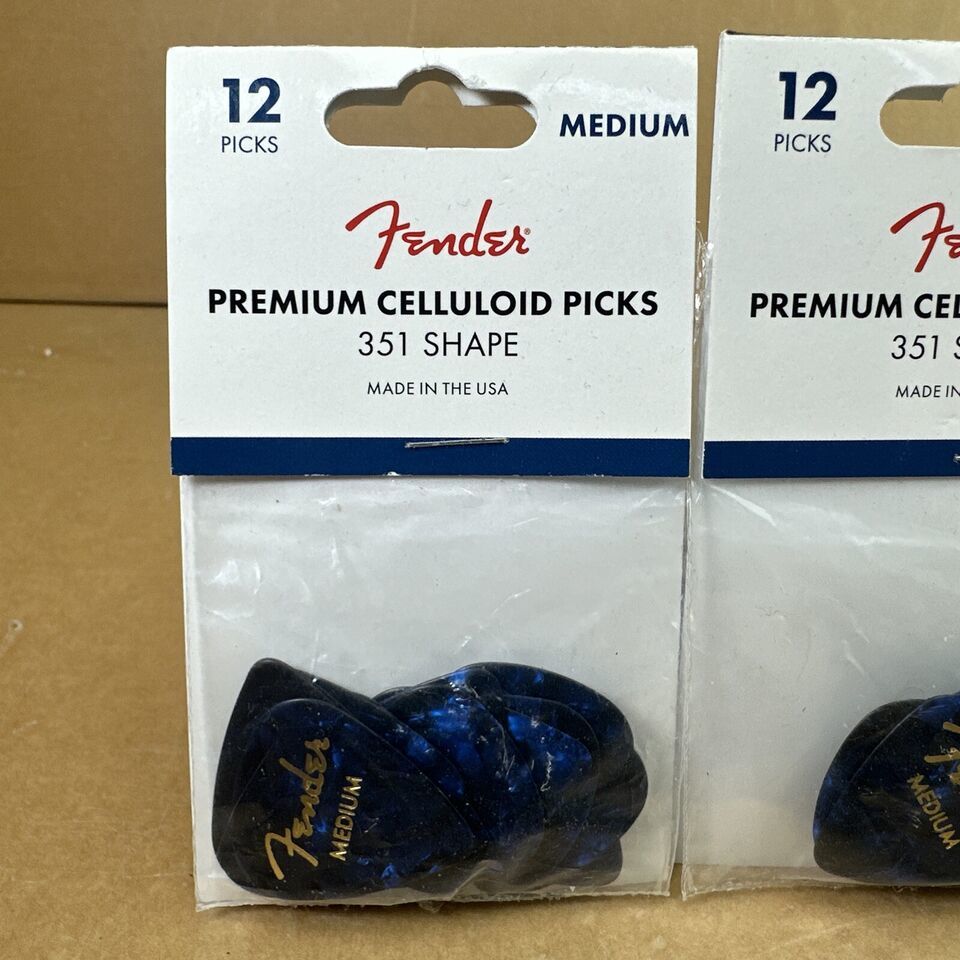 12
PICKS
MEDIUM
Fender®
PREMIUM CELLULOID PICKS
351 SHAPE
MADE IN THE USA
Fender
MEDIUM
12
PICKS
Fe
PREMIUM CEL
351 S
MADE IN
MEDIUM